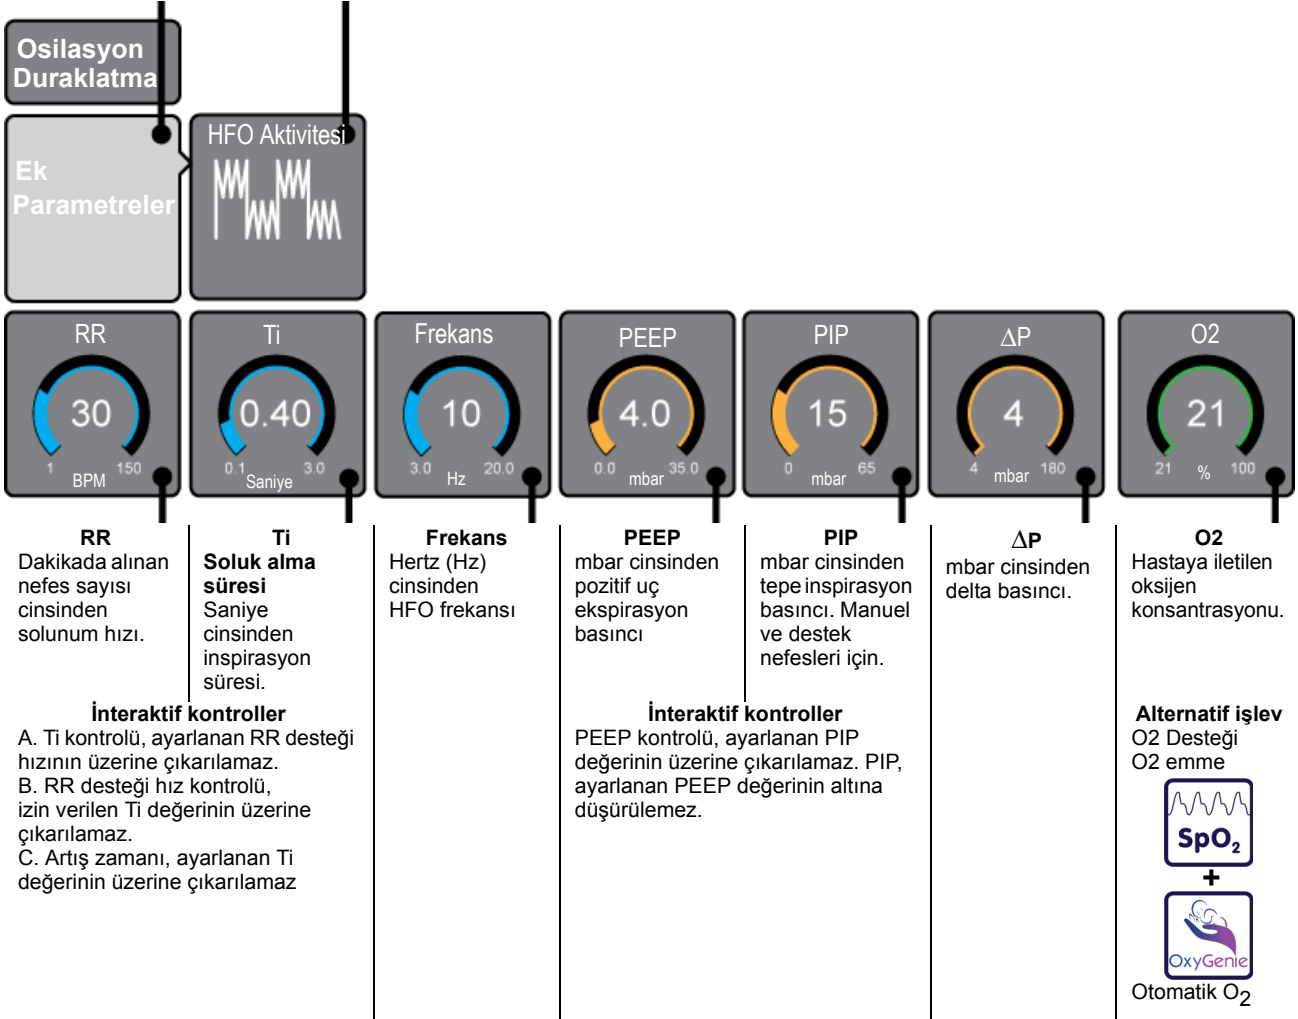 Osilasyon
Duraklatma
Ek
Parametreler
HFO Aktivitesi
RR
30
1 150
BPM
Ti
0.40
0.1 3.0
Saniye
Frekans
10
3.0 20.0
Hz
PEEP
4.0
0.0 35.0
mbar
PIP
15
0 65
mbar
ΔP
4
4 180
mbar
O2
21
21 100
%
RR
Dakikada alınan
nefes sayısı
cinsinden
solunum hızı.
Ti
Soluk alma
süresi
Saniye
cinsinden
inspirasyon
süresi.
İnteraktif kontroller
A. Ti kontrolü, ayarlanan RR desteği
hızının üzerine çıkarılamaz.
B. RR desteği hız kontrolü,
izin verilen Ti değerinin üzerine
çıkarılamaz.
C. Artış zamanı, ayarlanan Ti
değerinin üzerine çıkarılamaz
Frekans
Hertz (Hz)
cinsinden
HFO frekansı
PEEP
mbar cinsinden
pozitif uç
ekspirasyon
basıncı
PIP
mbar cinsinden
tepe inspirasyon
basıncı. Manuel
ve destek
nefesleri için.
İnteraktif kontroller
PEEP kontrolü, ayarlanan PIP
değerinin üzerine çıkarılamaz. PIP,
ayarlanan PEEP değerinin altına
düşürülemez.
ΔP
mbar cinsinden
delta basıncı.
O2
Hastaya iletilen
oksijen
konsantrasyonu.
Alternatif işlev
O2 Desteği
O2 emme
SpO2
+
OxyGenie
Otomatik O2